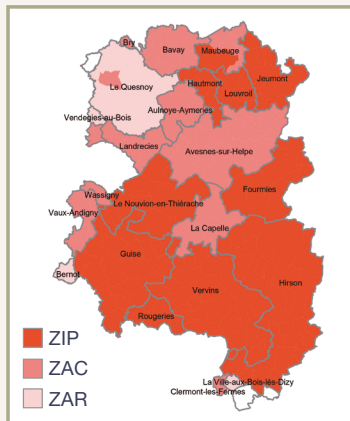 Bry
Bavay
Maubeuge
Le Quesnoy
Hautmont
Jeumont
Louvroil
Aulnoye-Aymeries
Vendegies-au-Bois
Landrecies
Avesnes-sur-Helpe
Fourmies
Wassigny
Le Nouvion-en-Thiérache
Vaux-Andigny
La Capelle
Guise
Bernot
Hirson
Vervins
Rougeries
La Ville-aux-Bois-lès-Dizy
Clermont-les-Fermes
ZIP
ZAC
ZAR